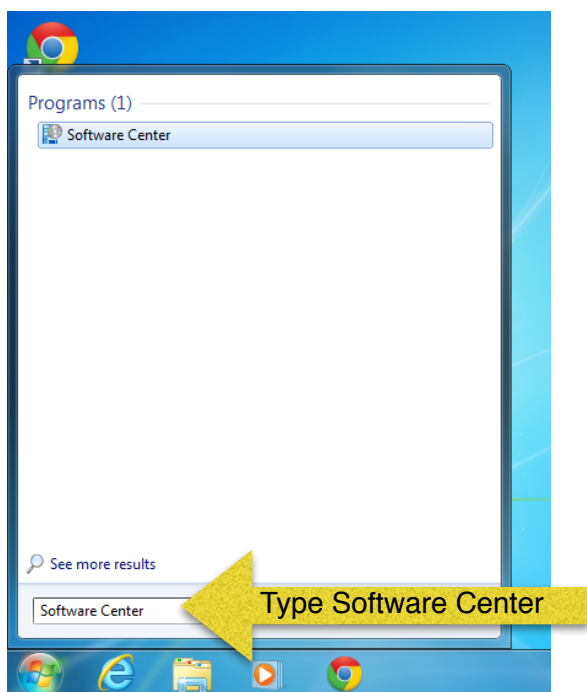 Programs (1)
Software Center
See more results
Software Center
Type Software Center